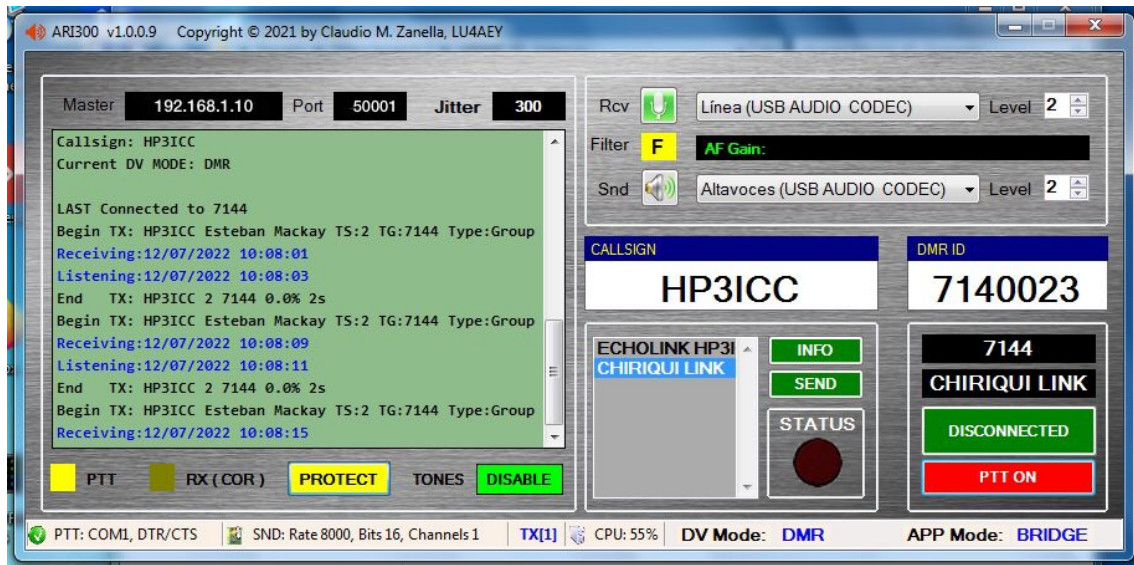 ARI300 v1.0.0.9 Copyright © 2021 by Claudio M. Zanella, LU4AEY
Master 192.168.1.10 Port 50001 Jitter 300
Callsign: HP3ICC
Current DV MODE: DMR
LAST Connected to 7144
Begin TX: HP3ICC Esteban Mackay TS:2 TG:7144 Type:Group
Receiving:12/07/2022 10:08:01
Listening:12/07/2022 10:08:03
End TX: HP3ICC 2 7144 0.0% 2s
Begin TX: HP3ICC Esteban Mackay TS:2 TG:7144 Type:Group
Receiving:12/07/2022 10:08:09
Listening:12/07/2022 10:08:11
End TX: HP3ICC 2 7144 0.0% 2s
Begin TX: HP3ICC Esteban Mackay TS:2 TG:7144 Type:Group
Receiving:12/07/2022 10:08:15
PTT RX ( COR ) PROTECT TONES DISABLE
Rcv Línea (USB AUDIO CODEC) Level 2
Filter F AF Gain:
Snd Altavoces (USB AUDIO CODEC) Level 2
CALLSIGN
HP3ICC
DMR ID
7140023
ECHOLINK HP3I
CHIRIQUI LINK
INFO
SEND
STATUS
7144
CHIRIQUI LINK
DISCONNECTED
PTT ON
PTT: COM1, DTR/CTS SND: Rate 8000, Bits 16, Channels 1 TX[1] CPU: 55% DV Mode: DMR APP Mode: BRIDGE